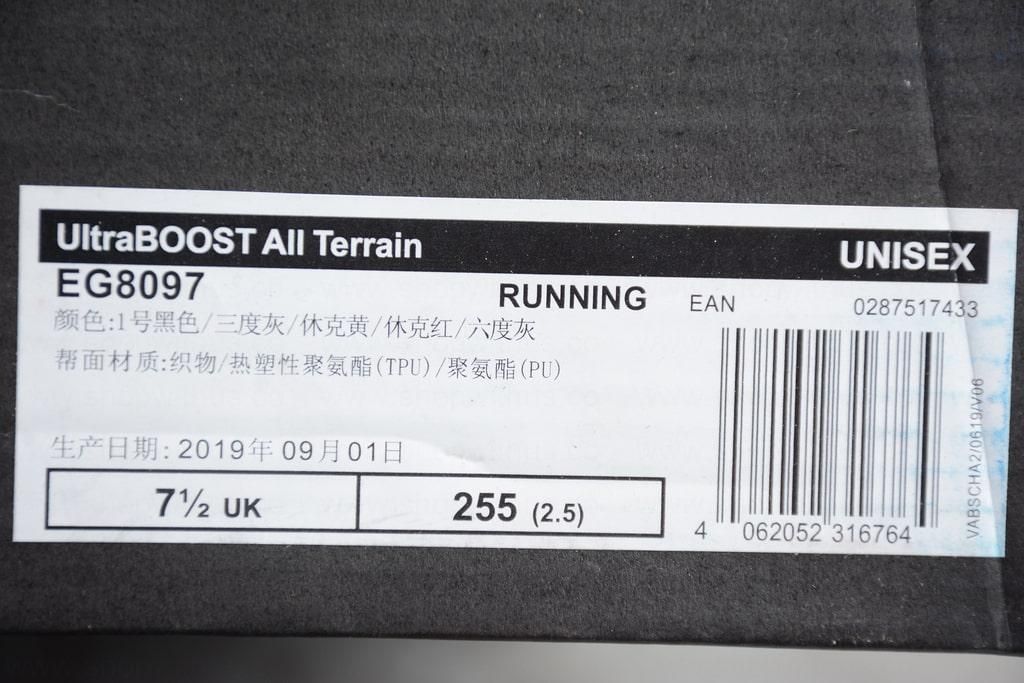 UltraBOOST All Terrain UNISEX
EG8097 RUNNING EAN 0287517433
颜色:1号黑色/三度灰/休克黄/休克红/六度灰
帮面材质:织物/热塑性聚氨酯(TPU)/聚氨酯(PU)
生产日期: 2019年 09月01日
7½ UK 255 (2.5)
4 062052 316764
VABSCHA2/0619/V06